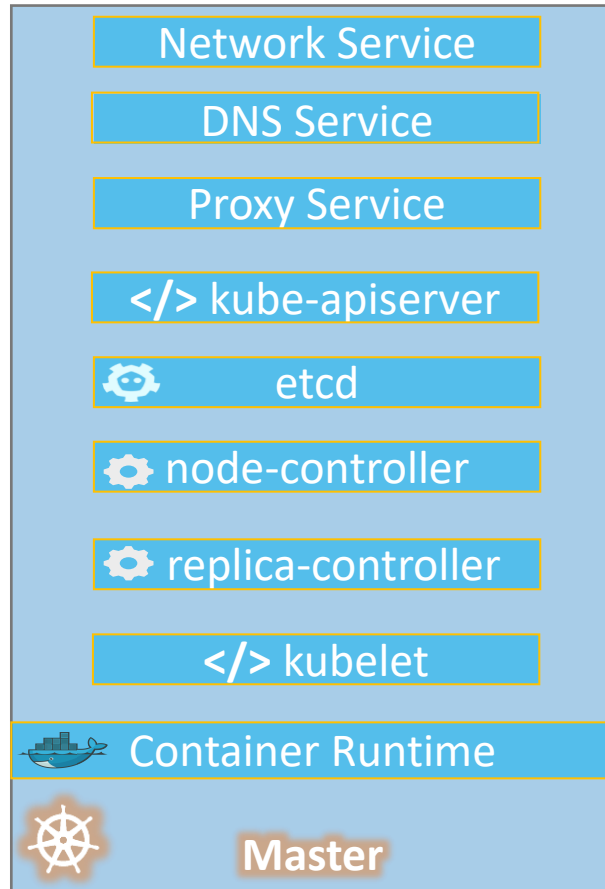 Network Service
DNS Service
Proxy Service
</> kube-apiserver
etcd
node-controller
replica-controller
</> kubelet
Container Runtime
Master